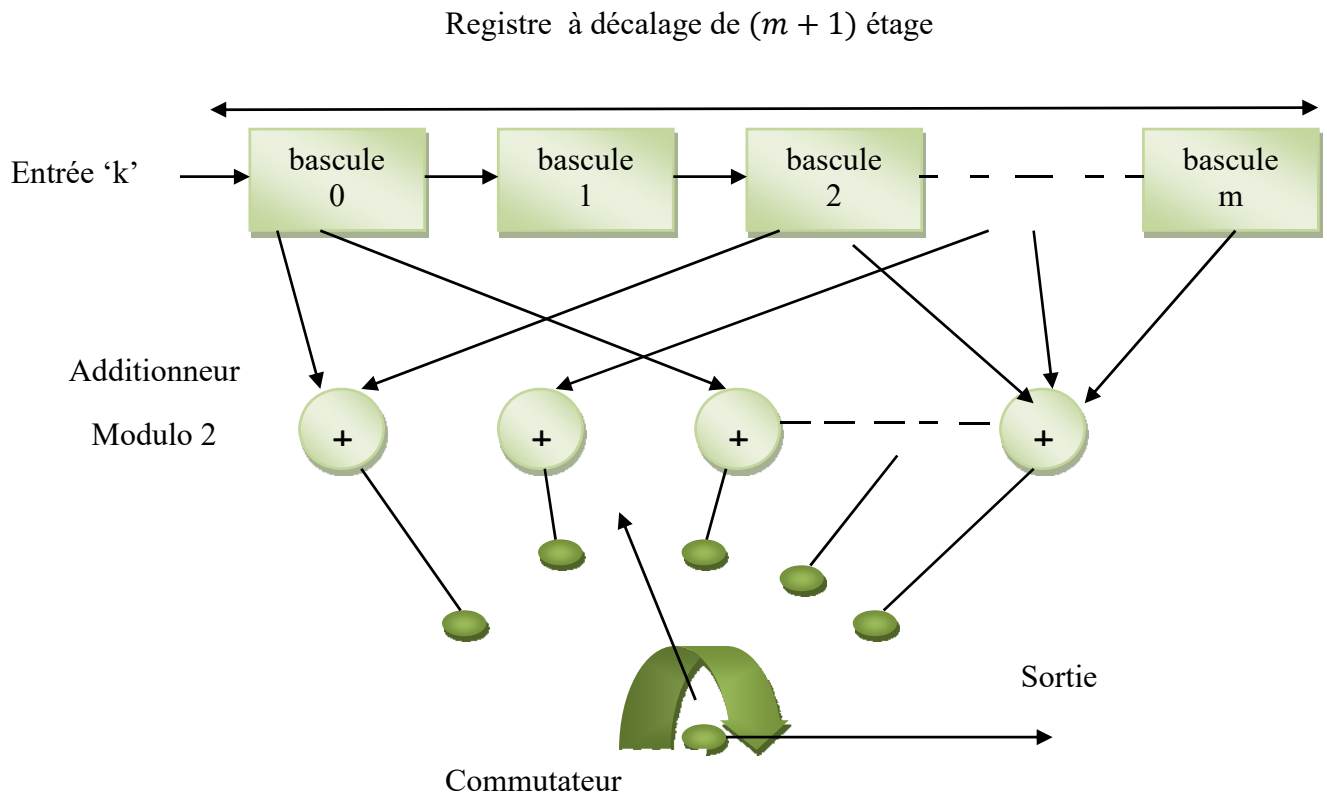 Registre à décalage de (m + 1) étage
Entrée ‘k’
bascule
0
bascule
1
bascule
2
bascule
m
Additionneur
Modulo 2
+
+
+
+
Sortie
Commutateur